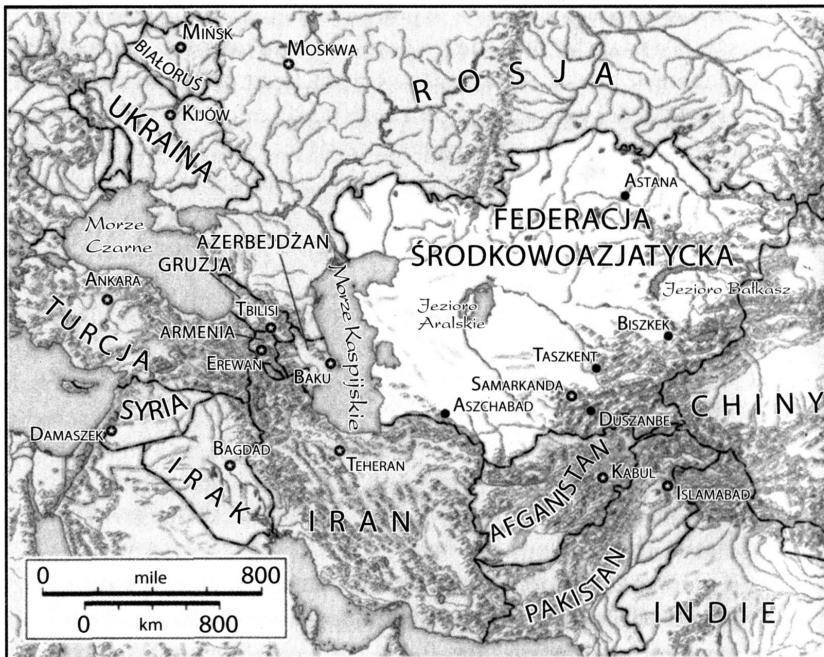 MIŃSK
MOSKWA
BIAŁORUŚ
ROSJA
KIJÓW
UKRAINA
ASTANA
FEDERACJA
ŚRODKOWOAZJATYCKA
Morze
Czarne
AZERBEJDŻAN
GRUZJA
Morze Kaspijskie
Jezioro
Aralskie
Jezioro Bałkasz
ANKARA
TURCJA
TBILISI
ARMENIA
EREWAŃ
BAKU
BISZKEK
TASZKENT
SAMARKANDA
ASZCHABAD
DUSZANBE
CHINY
SYRIA
DAMASZEK
BAGDAD
IRAK
TEHERAN
IRAN
AFGANISTAN
KABUL
ISLAMABAD
PAKISTAN
INDIE
0 mile 800
0 km 800